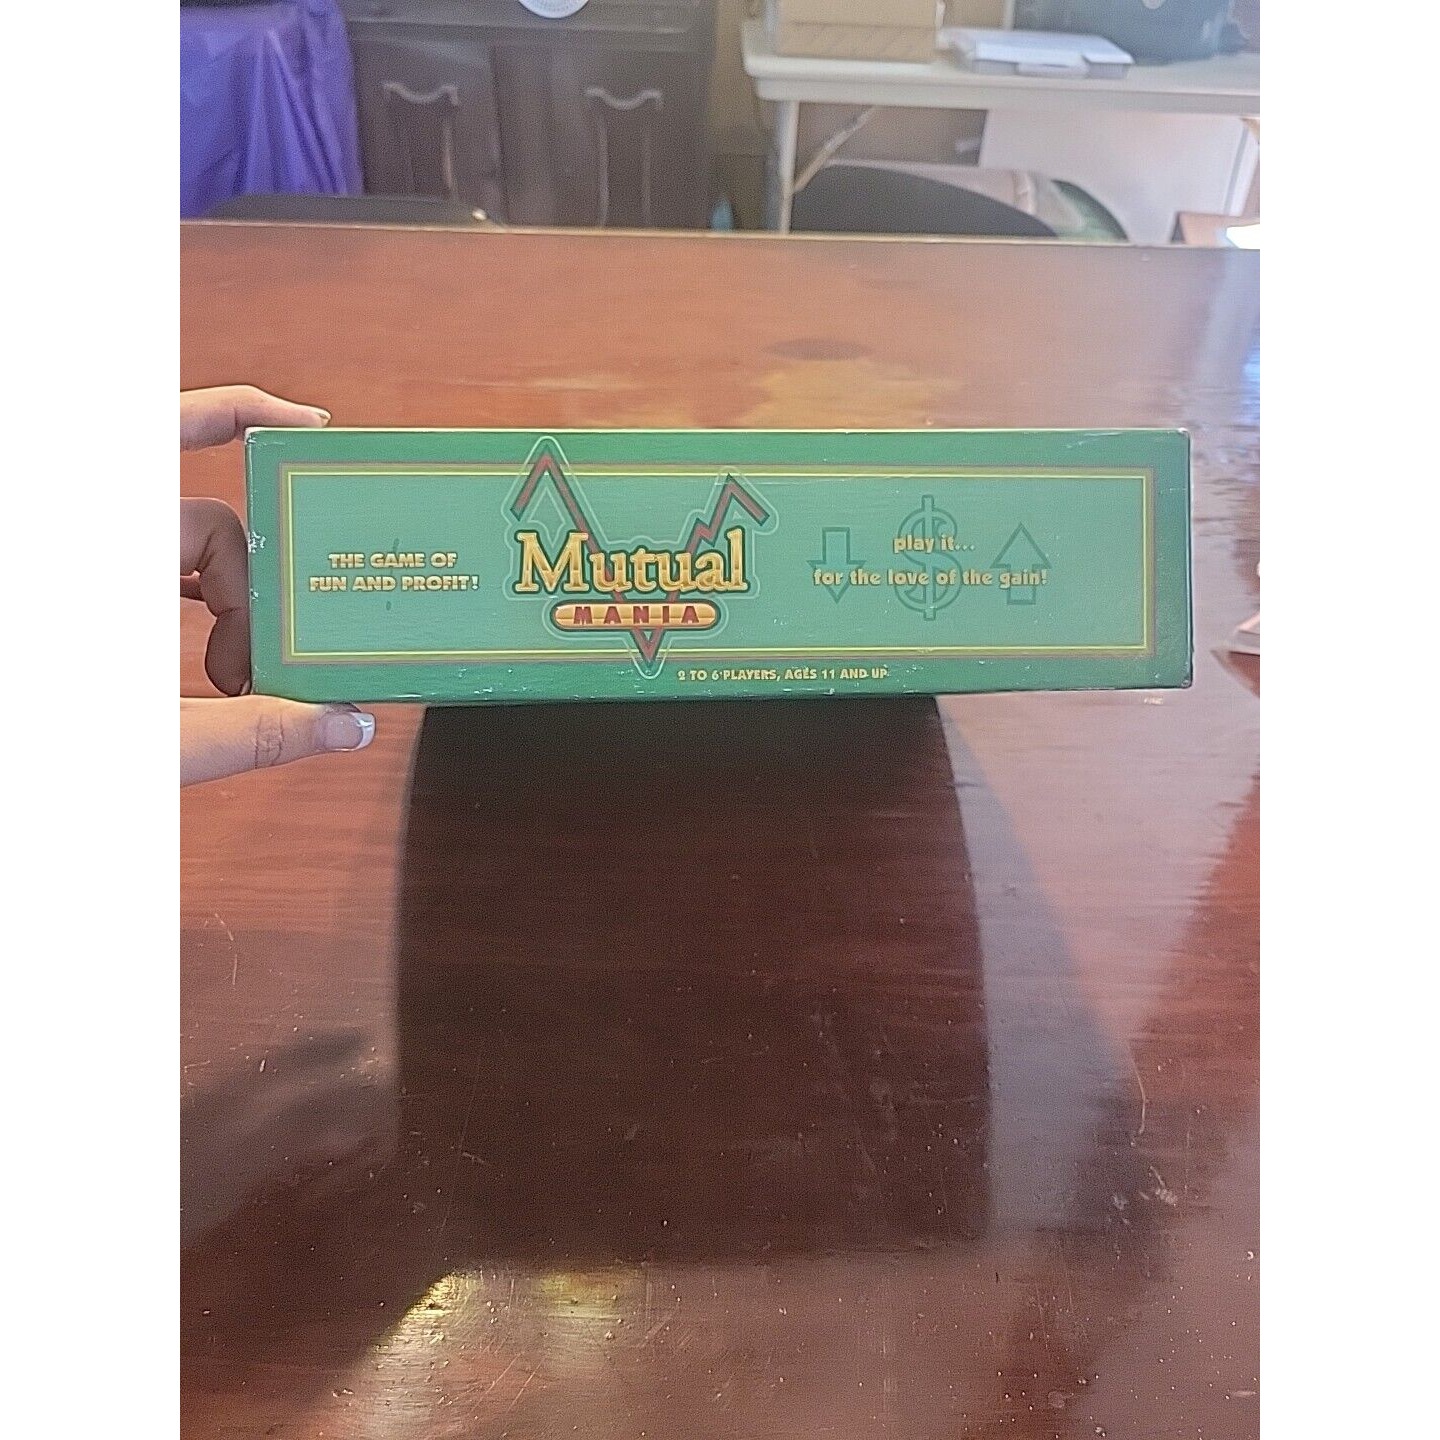 THE GAME OF
FUN AND PROFIT!
Mutual
MANIA
play it...
for the love of the gain!
2 TO 6 PLAYERS, AGES 11 AND UP